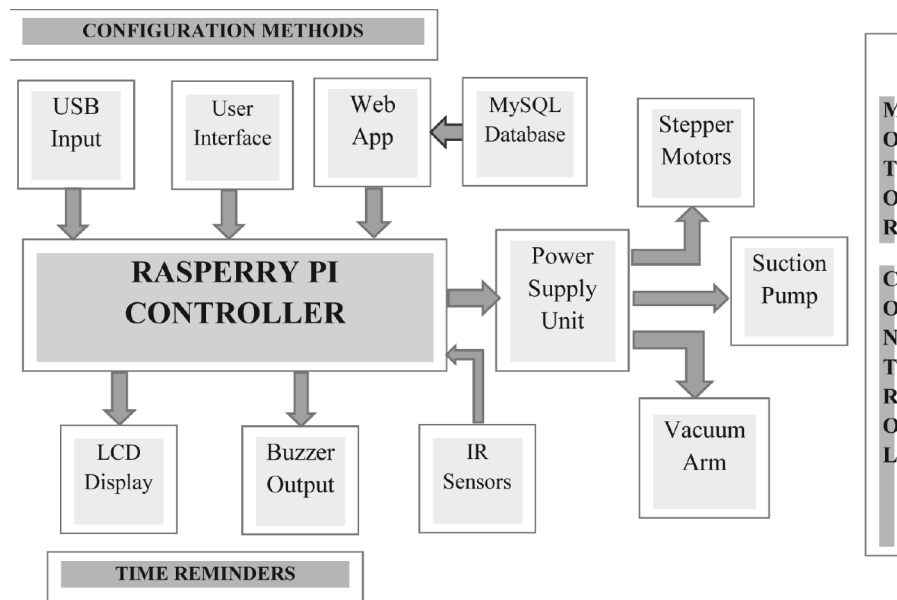 CONFIGURATION METHODS
USB
Input
User
Interface
Web
App
MySQL
Database
Stepper
Motors
RASPERRY PI
CONTROLLER
Power
Supply
Unit
Suction
Pump
LCD
Display
Buzzer
Output
IR
Sensors
Vacuum
Arm
TIME REMINDERS
M
O
T
O
R
C
O
N
T
R
O
L